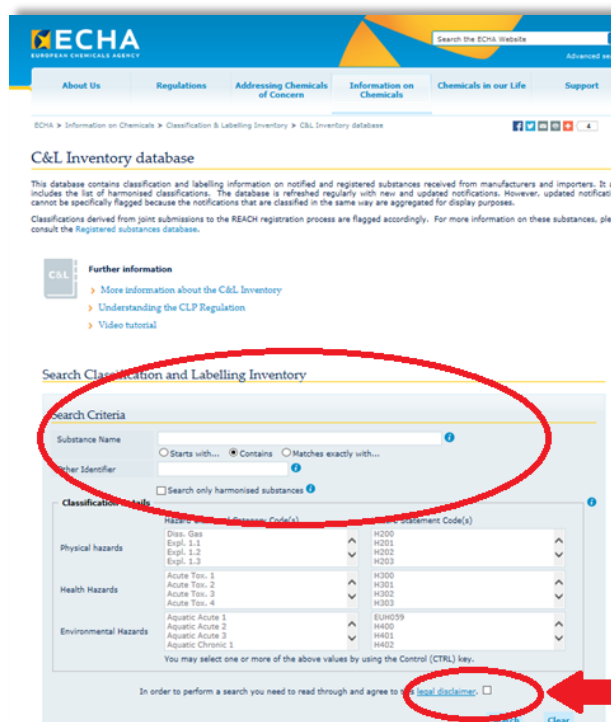 ECHA
EUROPEAN CHEMICALS AGENCY
Search the ECHA Website
Advanced sea
About Us
Regulations
Addressing Chemicals of Concern
Information on Chemicals
Chemicals in our Life
Support
ECHA > Information on Chemicals > Classification & Labelling Inventory > C&L Inventory database
4
C&L Inventory database
This database contains classification and labelling information on notified and registered substances received from manufacturers and importers. It a
includes the list of harmonised classifications. The database is refreshed regularly with new and updated notifications. However, updated notificati
cannot be specifically flagged because the notifications that are classified in the same way are aggregated for display purposes.
Classifications derived from joint submissions to the REACH registration process are flagged accordingly. For more information on these substances, ple
consult the Registered substances database.
C&L
Further information
More information about the C&L Inventory
Understanding the CLP Regulation
Video tutorial
Search Classification and Labelling Inventory
Search Criteria
Substance Name
Starts with... Contains Matches exactly with...
Other Identifier
Search only harmonised substances
Classification Details
Hazard Category Code(s)
Statement Code(s)
Physical hazards
Diss. Gas
Expl. 1.1
Expl. 1.2
Expl. 1.3
H200
H201
H202
H203
Health Hazards
Acute Tox. 1
Acute Tox. 2
Acute Tox. 3
Acute Tox. 4
H300
H301
H302
H303
Environmental Hazards
Aquatic Acute 1
Aquatic Acute 2
Aquatic Acute 3
Aquatic Chronic 1
EUH059
H400
H401
H402
You may select one or more of the above values by using the Control (CTRL) key.
In order to perform a search you need to read through and agree to this legal disclaimer.
Clear